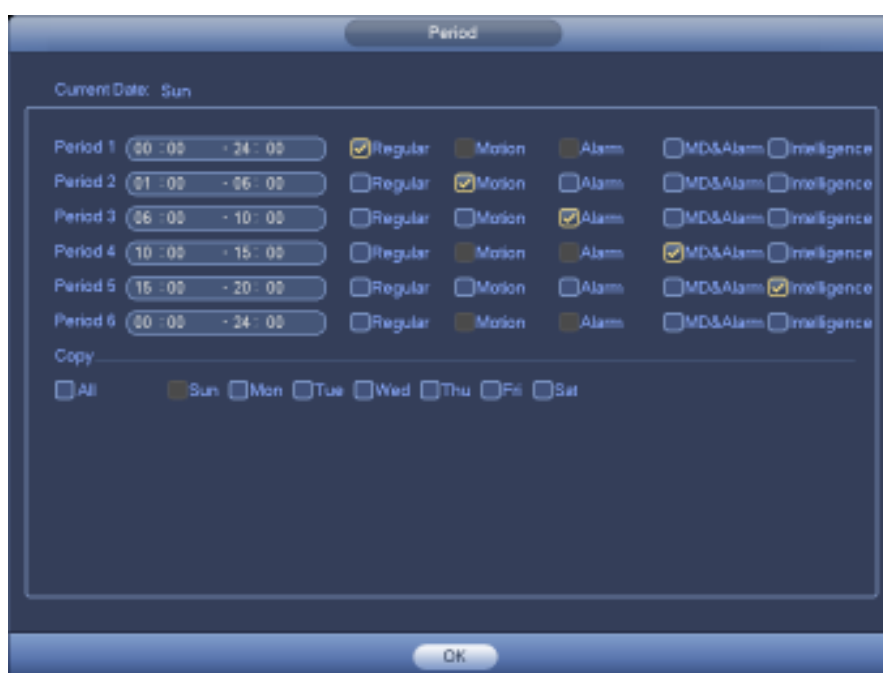 Period
Current Date: Sun
Period 1 00 : 00 - 24 : 00 Regular Motion Alarm MD&Alarm Intelligence
Period 2 01 : 00 - 06 : 00 Regular Motion Alarm MD&Alarm Intelligence
Period 3 06 : 00 - 10 : 00 Regular Motion Alarm MD&Alarm Intelligence
Period 4 10 : 00 - 15 : 00 Regular Motion Alarm MD&Alarm Intelligence
Period 5 15 : 00 - 20 : 00 Regular Motion Alarm MD&Alarm Intelligence
Period 6 00 : 00 - 24 : 00 Regular Motion Alarm MD&Alarm Intelligence
Copy
All Sun Mon Tue Wed Thu Fri Sat
OK